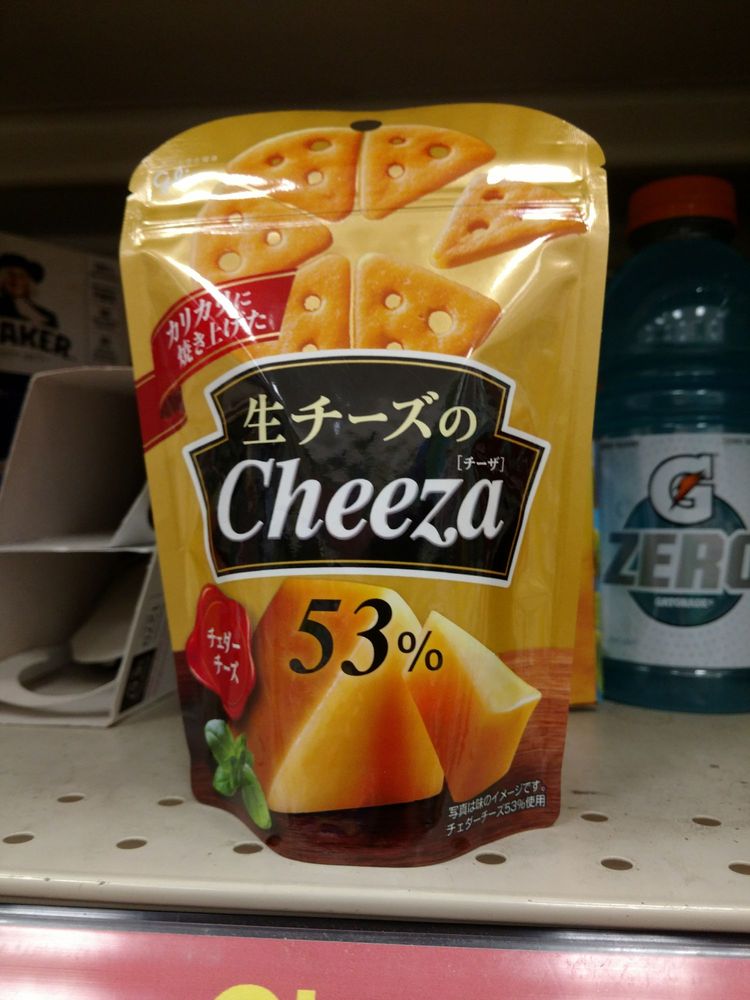 カリカリに
焼き上げた
生チーズの
[チーザ]
Cheeza
53%
チェダー
チーズ
写真は味のイメージです。
チェダーチーズ53%使用
AKER
G
ZERO
GATORADE